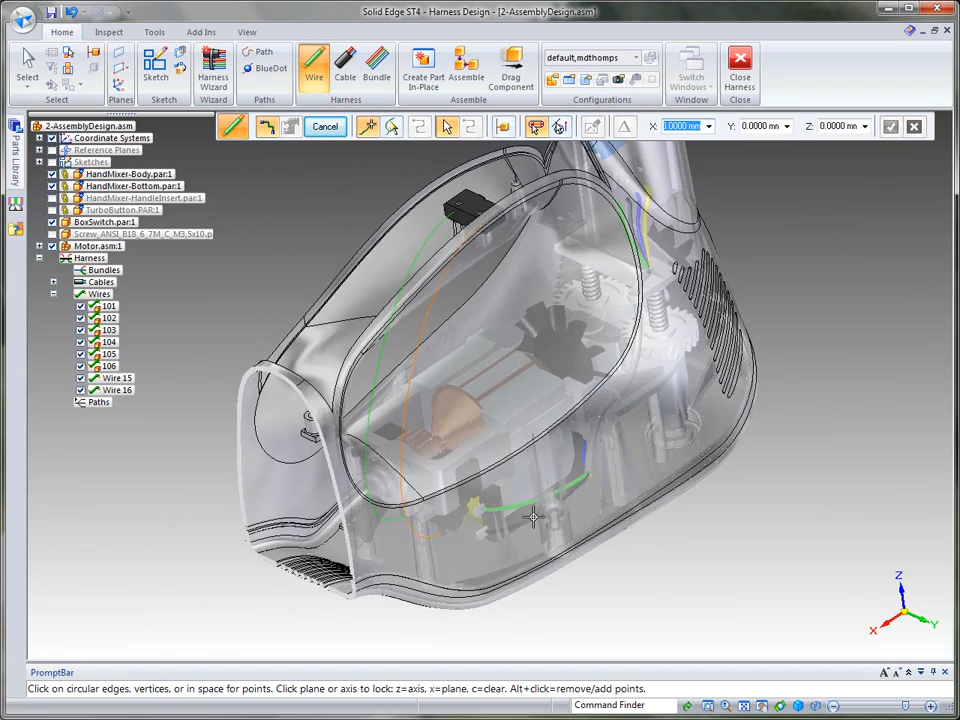 Solid Edge ST4 - Harness Design - [2-AssemblyDesign.asm]
Home Inspect Tools Add Ins View
Select
Select
Planes
Sketch
Sketch
Harness Wizard
Wizard
Path
BlueDot
Paths
Wire
Cable
Bundle
Harness
Create Part In-Place
Assemble
Drag Component
Assemble
default,mdthomps
Configurations
Switch Windows
Window
Close Harness
Close
Cancel
X: 0.0000 mm Y: 0.0000 mm Z: 0.0000 mm
Parts Library
2-AssemblyDesign.asm
Coordinate Systems
Reference Planes
Sketches
HandMixer-Body.par:1
HandMixer-Bottom.par:1
HandMixer-HandleInsert.par:1
TurboButton.PAR:1
BoxSwitch.par:1
Screw_ANSI_B18_6_7M_C_M3,5x10.p
Motor.asm:1
Harness
Bundles
Cables
Wires
101
102
103
104
105
106
Wire 15
Wire 16
Paths
Z
X
Y
PromptBar
Click on circular edges, vertices, or in space for points. Click plane or axis to lock: z=axis, x=plane, c=clear. Alt+click=remove/add points.
Command Finder